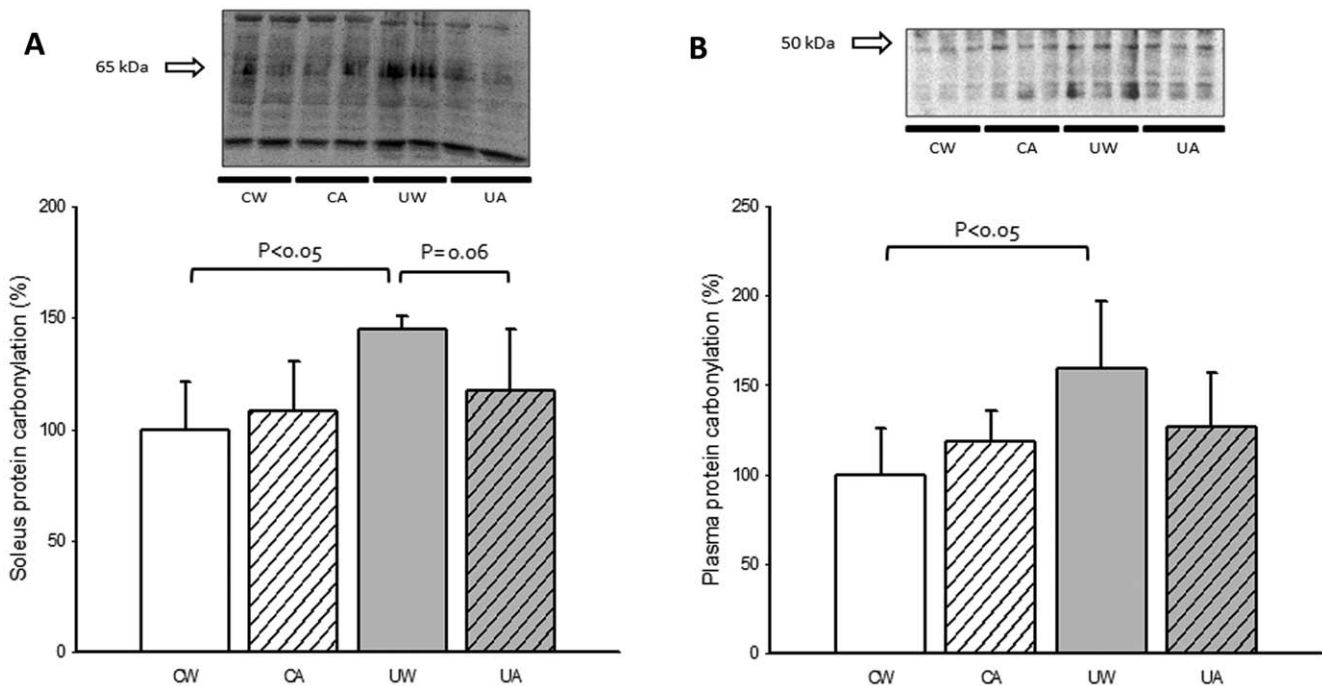 A
65 kDa
CW CA UW UA
200
150
100
50
0
Soleus protein carbonylation (%)
P<0.05
P=0.06
CW CA UW UA
B
50 kDa
CW CA UW UA
250
200
150
100
50
0
Plasma protein carbonylation (%)
P<0.05
CW CA UW UA